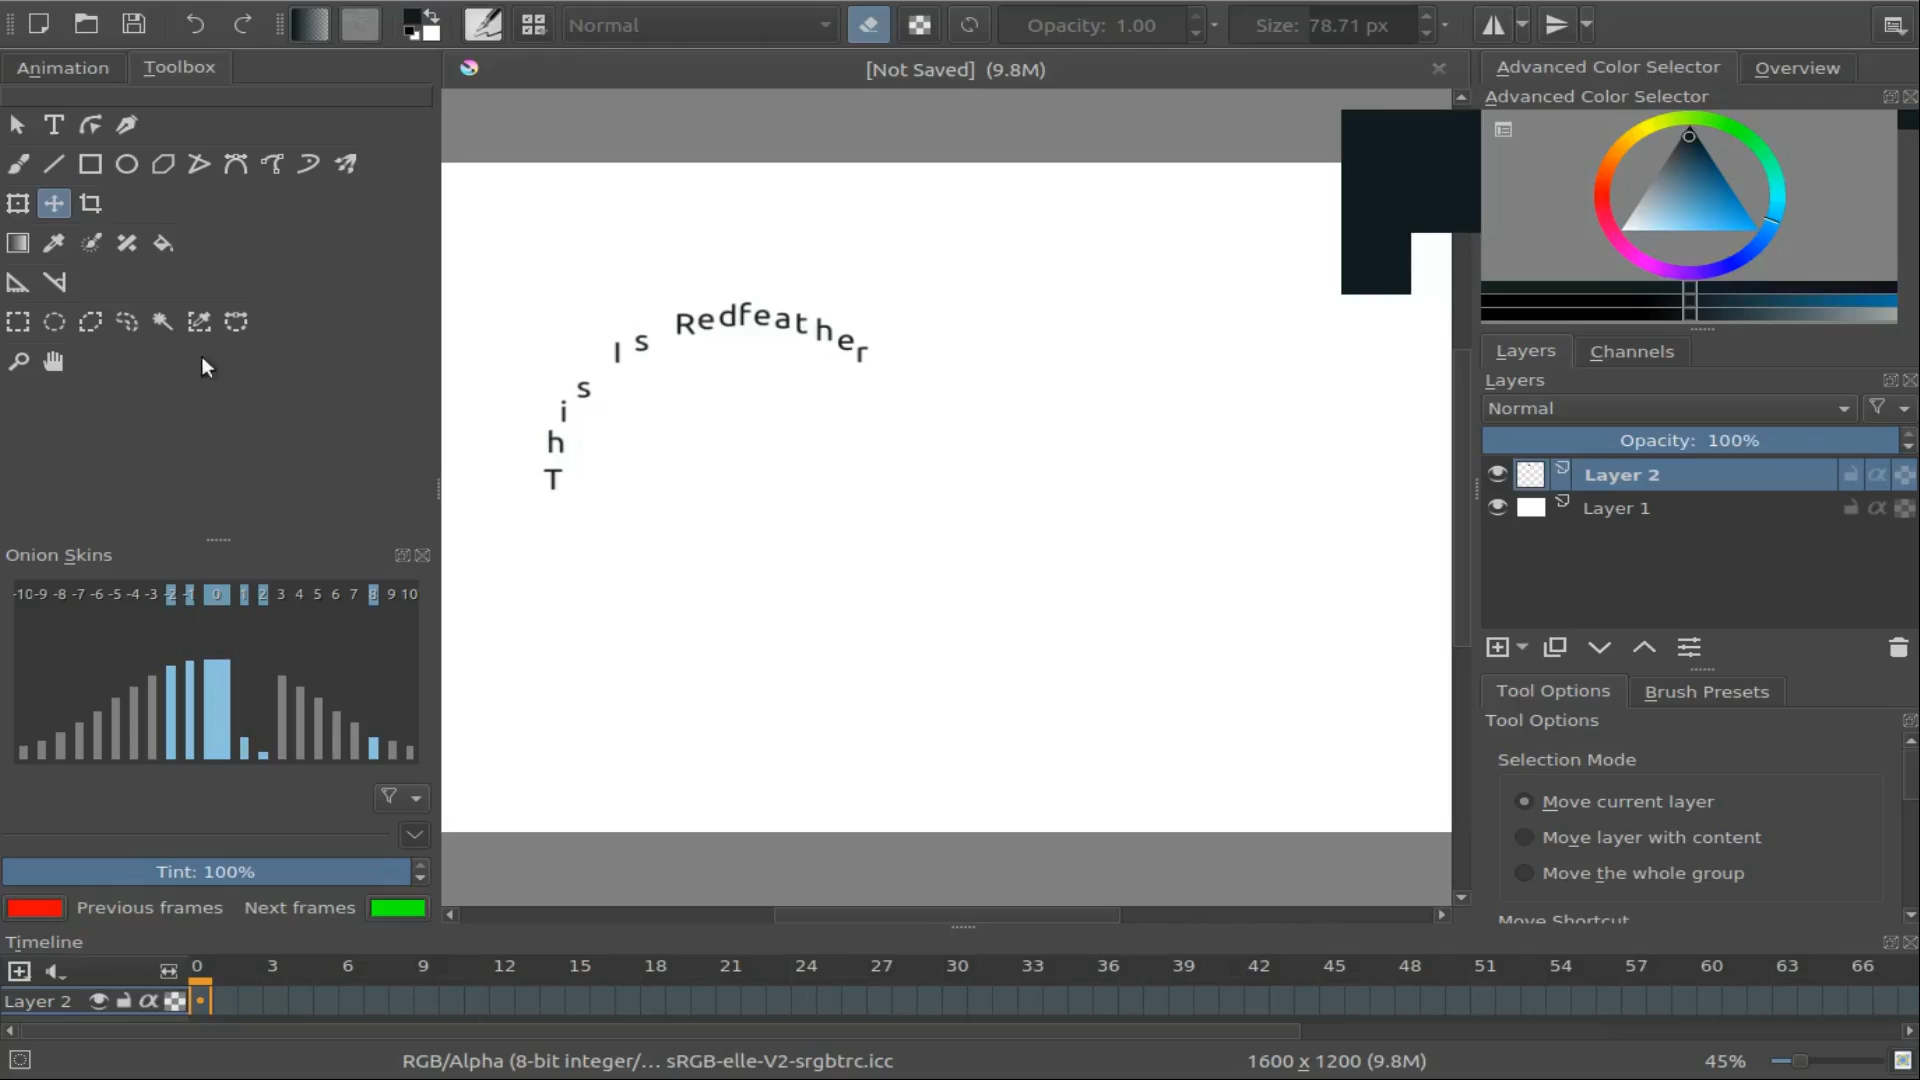 Normal
Opacity: 1.00
Size: 78.71 px
Animation
Toolbox
[Not Saved] (9.8M)
Advanced Color Selector
Overview
Advanced Color Selector
This Is Redfeather
Layers
Channels
Layers
Normal
Opacity: 100%
Layer 2
Layer 1
Onion Skins
-10 -9 -8 -7 -6 -5 -4 -3 -2 -1 0 1 2 3 4 5 6 7 8 9 10
Tool Options
Brush Presets
Tool Options
Selection Mode
Move current layer
Move layer with content
Move the whole group
Move Shortcut
Tint: 100%
Previous frames
Next frames
Timeline
0 3 6 9 12 15 18 21 24 27 30 33 36 39 42 45 48 51 54 57 60 63 66
Layer 2
RGB/Alpha (8-bit integer/... sRGB-elle-V2-srgbtrc.icc
1600 x 1200 (9.8M)
45%